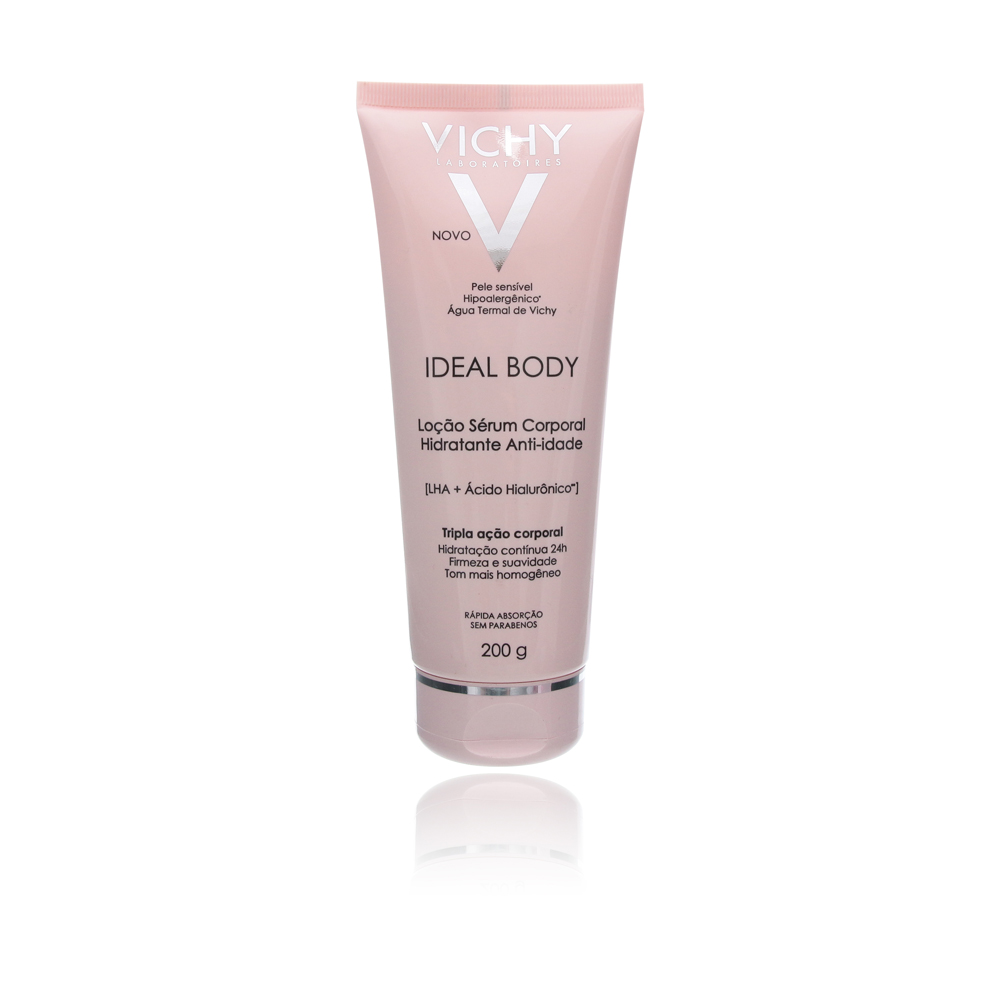 VICHY
LABORATOIRES
V
NOVO
Pele sensível
Hipoalergênico*
Água Termal de Vichy
IDEAL BODY
Loção Sérum Corporal
Hidratante Anti-idade
[LHA + Ácido Hialurônico**]
Tripla ação corporal
Hidratação contínua 24h
Firmeza e suavidade
Tom mais homogêneo
RÁPIDA ABSORÇÃO
SEM PARABENOS
200 g